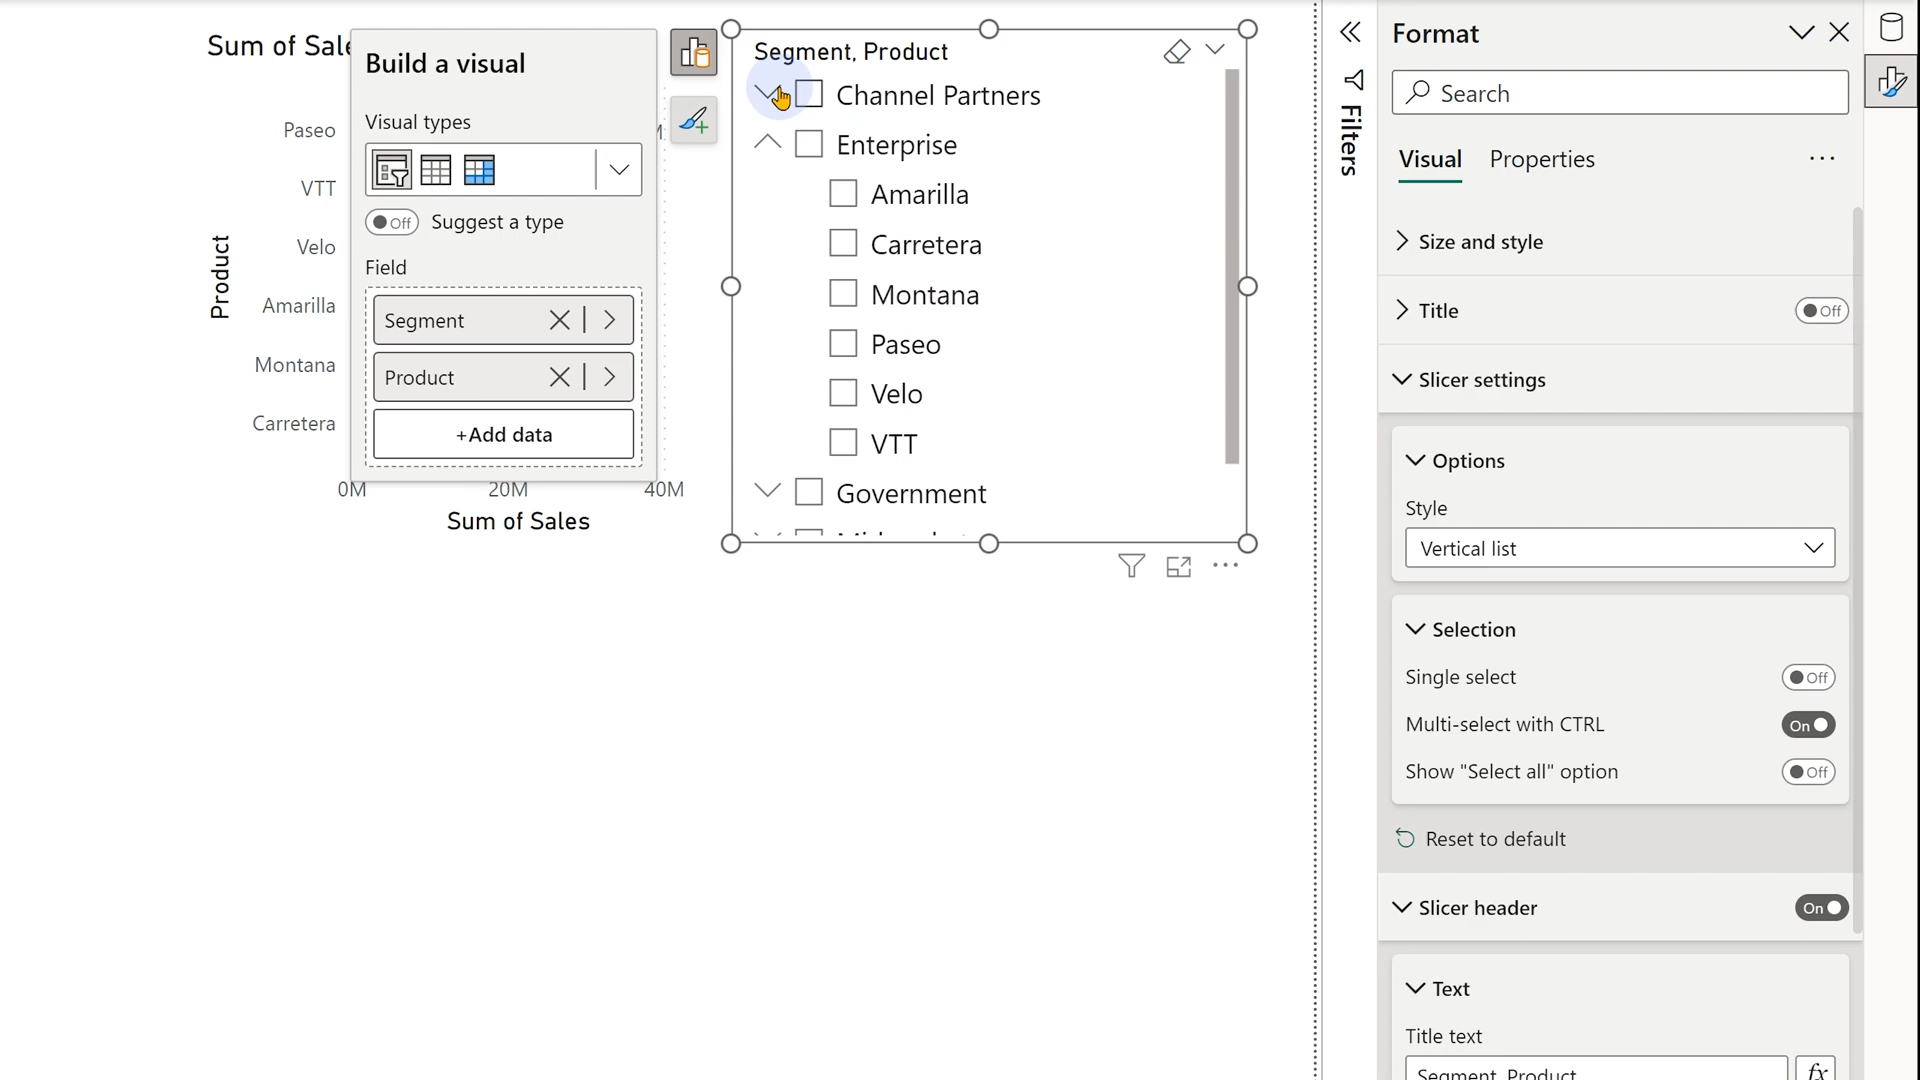 Sum of Sale
Product
Paseo
VTT
Velo
Amarilla
Montana
Carretera
0M
20M
40M
Sum of Sales
Build a visual
Visual types
Off
Suggest a type
Field
Segment
Product
+Add data
Segment, Product
Channel Partners
Enterprise
Amarilla
Carretera
Montana
Paseo
Velo
VTT
Government
Filters
Format
Search
Visual
Properties
Size and style
Title
Off
Slicer settings
Options
Style
Vertical list
Selection
Single select
Off
Multi-select with CTRL
On
Show "Select all" option
Off
Reset to default
Slicer header
On
Text
Title text
Segment, Product
fx